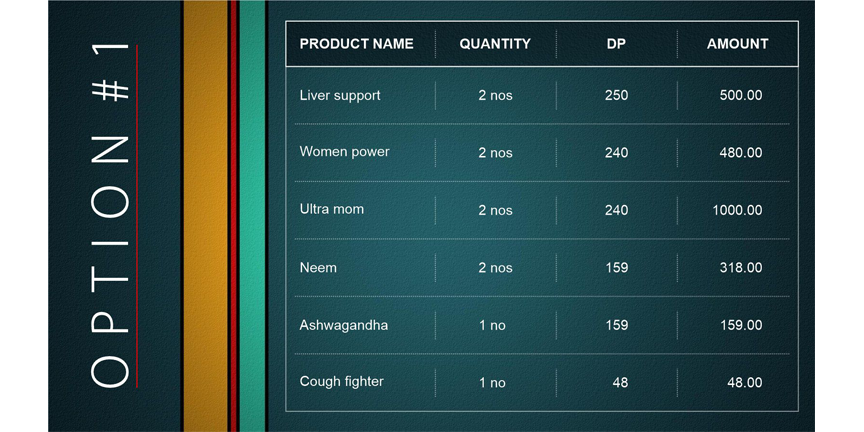 OPTION #1
PRODUCT NAME QUANTITY DP AMOUNT
Liver support 2 nos 250 500.00
Women power 2 nos 240 480.00
Ultra mom 2 nos 240 1000.00
Neem 2 nos 159 318.00
Ashwagandha 1 no 159 159.00
Cough fighter 1 no 48 48.00